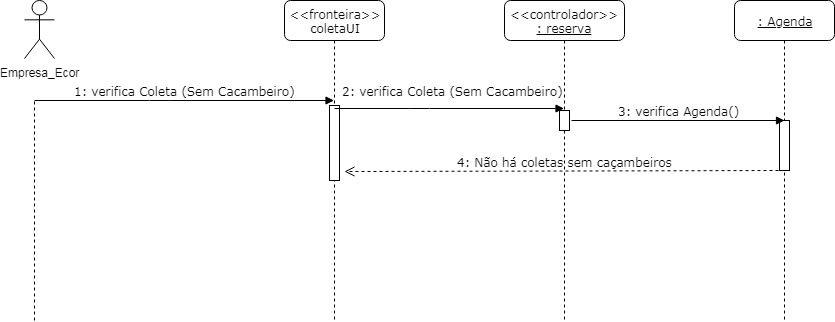 <<fronteira>>
coletaUI
<<controlador>>
: reserva
: Agenda
Empresa_Ecor
1: verifica Coleta (Sem Cacambeiro)
2: verifica Coleta (Sem Cacambeiro)
3: verifica Agenda()
4: Não há coletas sem caçambeiros